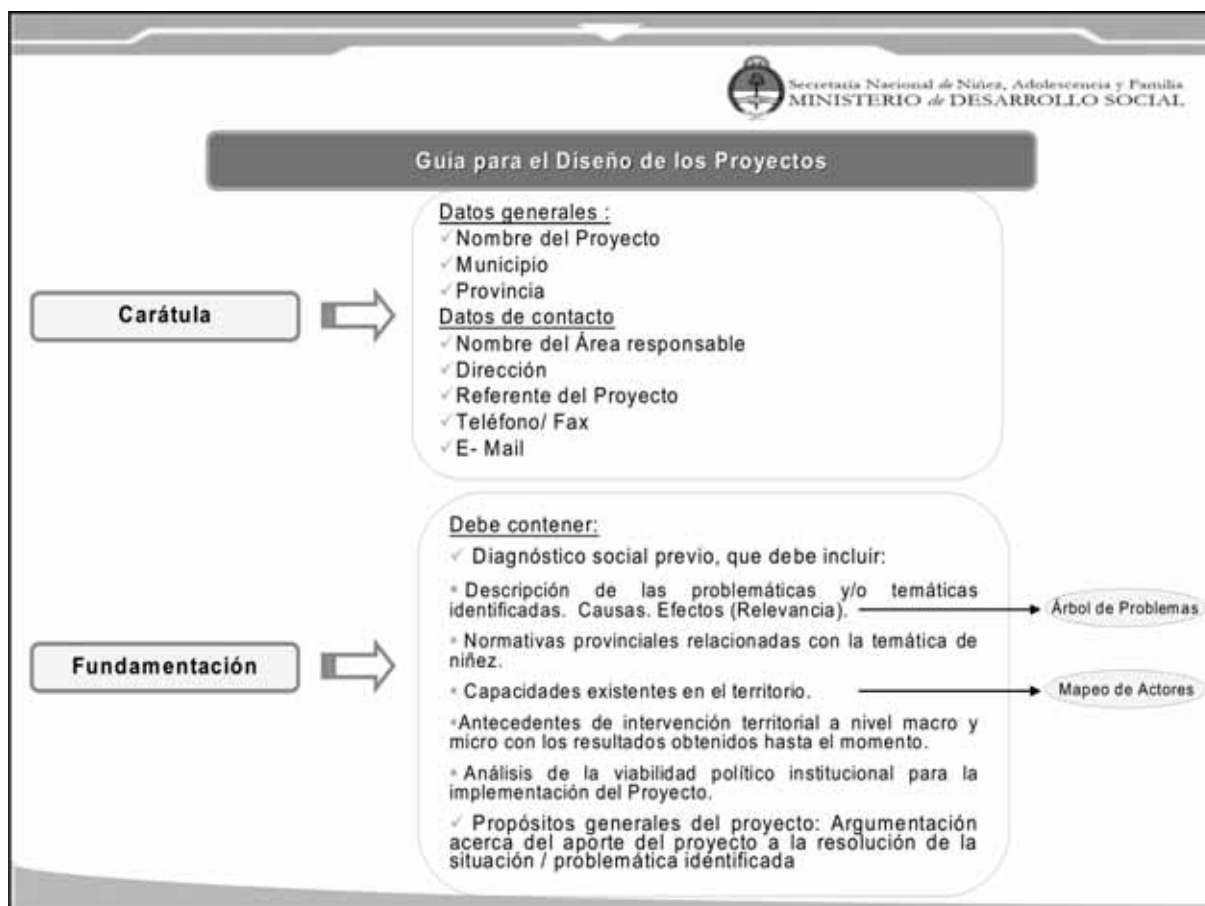 Secretaría Nacional de Niñez, Adolescencia y Familia
MINISTERIO de DESARROLLO SOCIAL
Guía para el Diseño de los Proyectos
Carátula
Datos generales :
✓Nombre del Proyecto
✓Municipio
✓Provincia
Datos de contacto
✓Nombre del Área responsable
✓Dirección
✓Referente del Proyecto
✓Teléfono/ Fax
✓E- Mail
Fundamentación
Debe contener:
✓ Diagnóstico social previo, que debe incluir:
▪ Descripción de las problemáticas y/o temáticas
identificadas. Causas. Efectos (Relevancia).
Árbol de Problemas
▪ Normativas provinciales relacionadas con la temática de
niñez.
▪ Capacidades existentes en el territorio.
Mapeo de Actores
▪Antecedentes de intervención territorial a nivel macro y
micro con los resultados obtenidos hasta el momento.
▪ Análisis de la viabilidad político institucional para la
implementación del Proyecto.
✓ Propósitos generales del proyecto: Argumentación
acerca del aporte del proyecto a la resolución de la
situación / problemática identificada